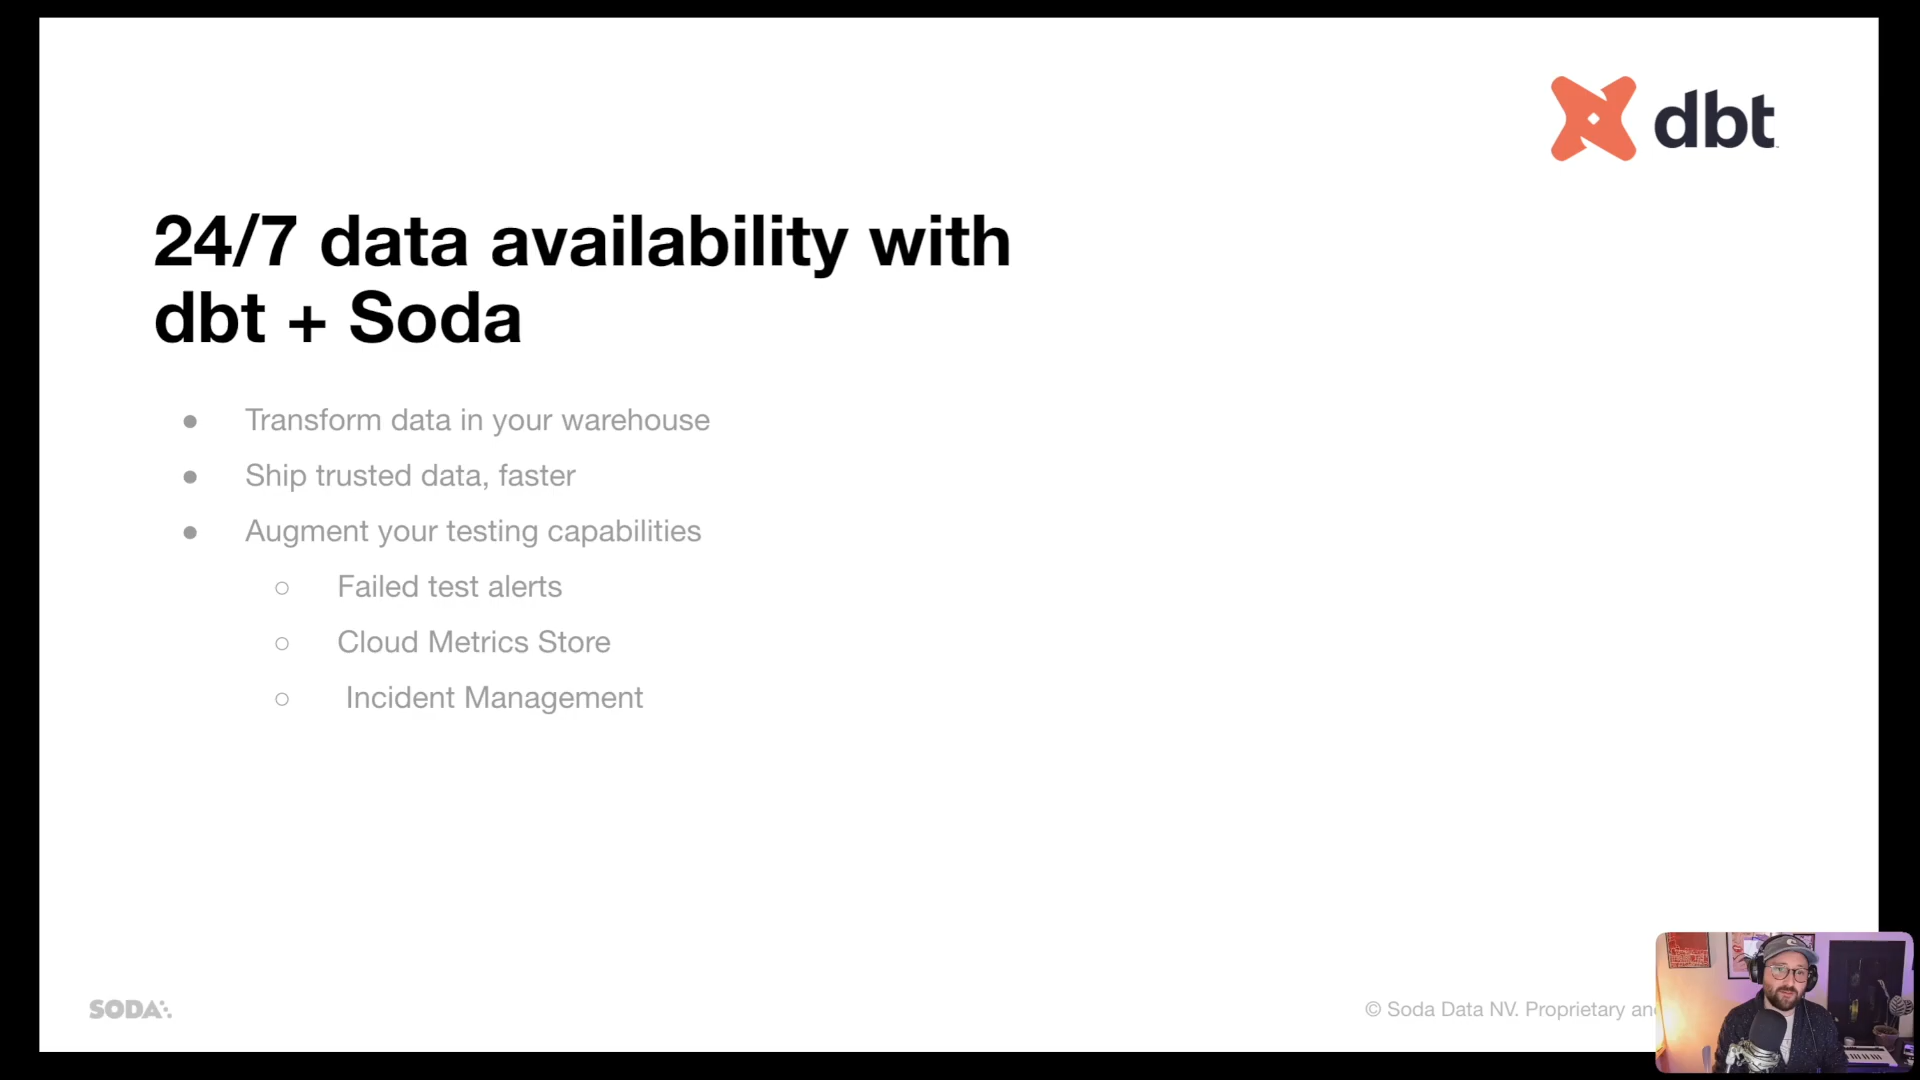 dbt
24/7 data availability with
dbt + Soda
● Transform data in your warehouse
● Ship trusted data, faster
● Augment your testing capabilities
○ Failed test alerts
○ Cloud Metrics Store
○ Incident Management
SODA
© Soda Data NV. Proprietary